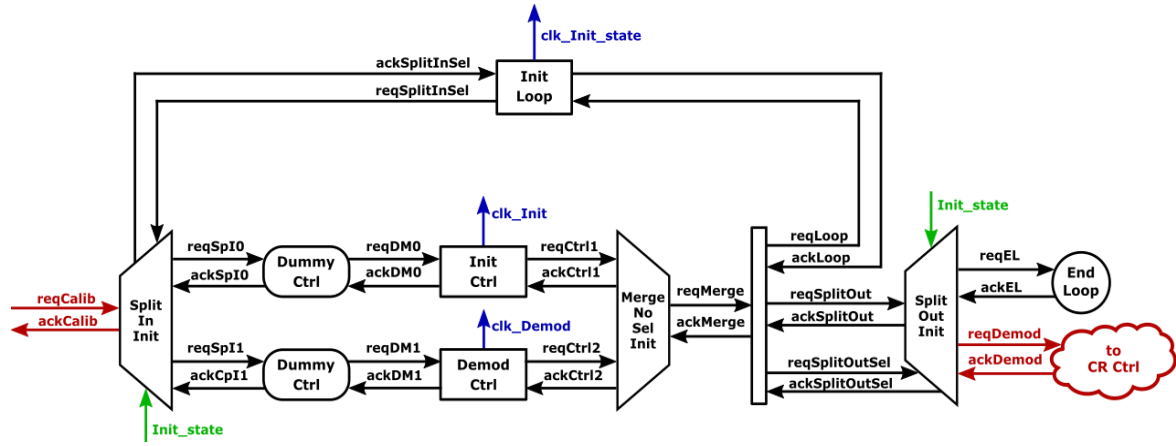 clk_Init_state
ackSplitInSel
Init
Loop
reqSplitInSel
clk_Init
Init_state
reqSpI0
reqDM0
reqCtrl1
reqLoop
Dummy
Ctrl
Init
Ctrl
ackSpI0
ackDM0
ackCtrl1
ackLoop
reqEL
End
Loop
ackEL
reqCalib
ackCalib
Split
In
Init
Merge
No
Sel
Init
reqMerge
ackMerge
reqSplitOut
ackSplitOut
Split
Out
Init
clk_Demod
reqDemod
ackDemod
to
CR Ctrl
reqSpI1
reqDM1
reqCtrl2
reqSplitOutSel
Dummy
Ctrl
Demod
Ctrl
ackCpI1
ackDM1
ackCtrl2
ackSplitOutSel
Init_state